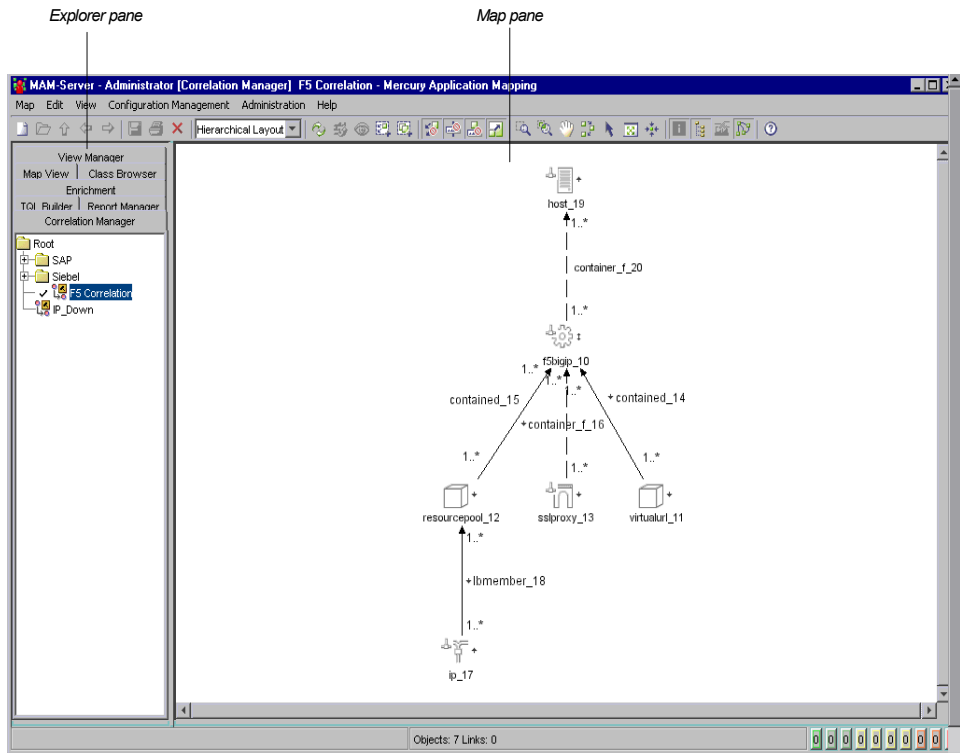 Explorer pane
Map pane
MAM-Server - Administrator [Correlation Manager] F5 Correlation - Mercury Application Mapping
Map Edit View Configuration Management Administration Help
Hierarchical Layout
View Manager
Map View Class Browser
Enrichment
TQL Builder Report Manager
Correlation Manager
Root
SAP
Siebel
F5 Correlation
IP_Down
host_19
1..*
container_f_20
1..*
f5bigip_10
1..*
1..*
1..*
contained_15
contained_14
container_f_16
1..*
1..*
1..*
resourcepool_12
sslproxy_13
virtualurl_11
1..*
lbmember_18
1..*
ip_17
Objects: 7 Links: 0
0 0 0 0 0 0 0 0 0